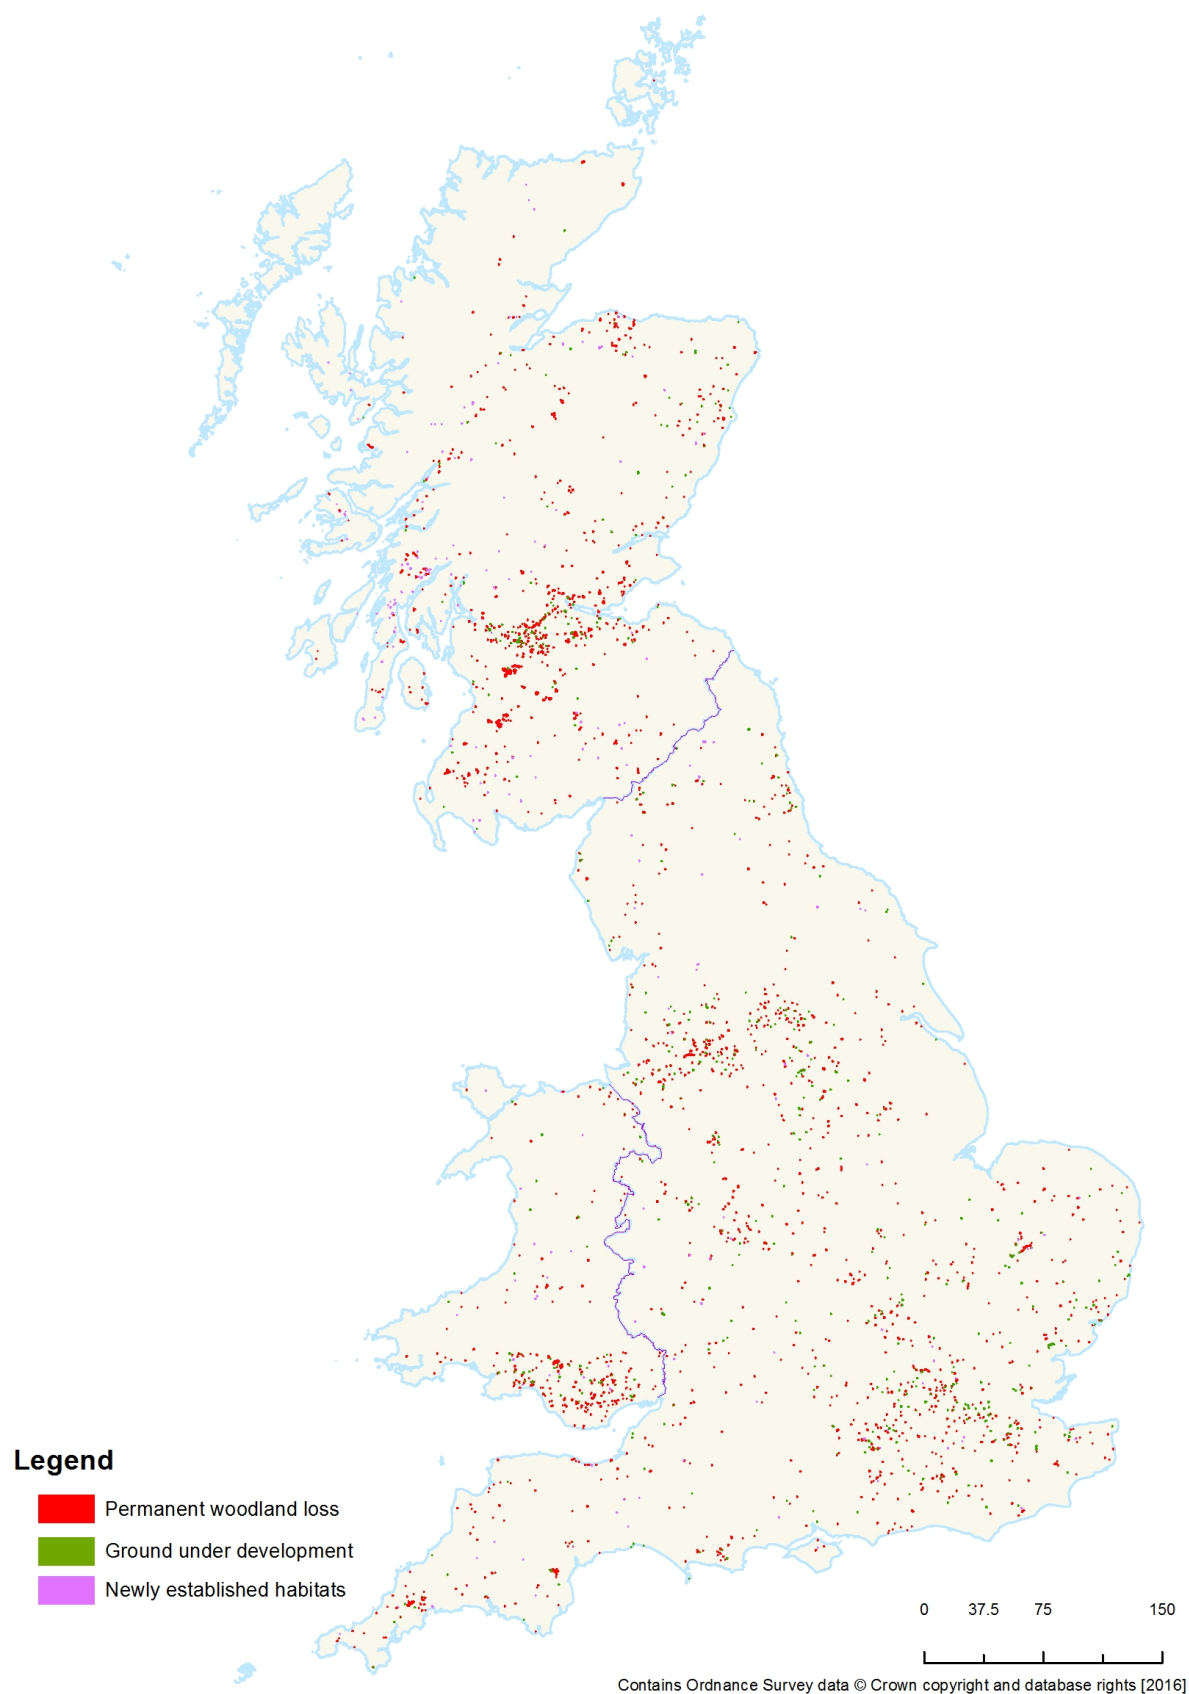 Legend
Permanent woodland loss
Ground under development
Newly established habitats
0 37.5 75 150
Contains Ordnance Survey data © Crown copyright and database rights [2016]